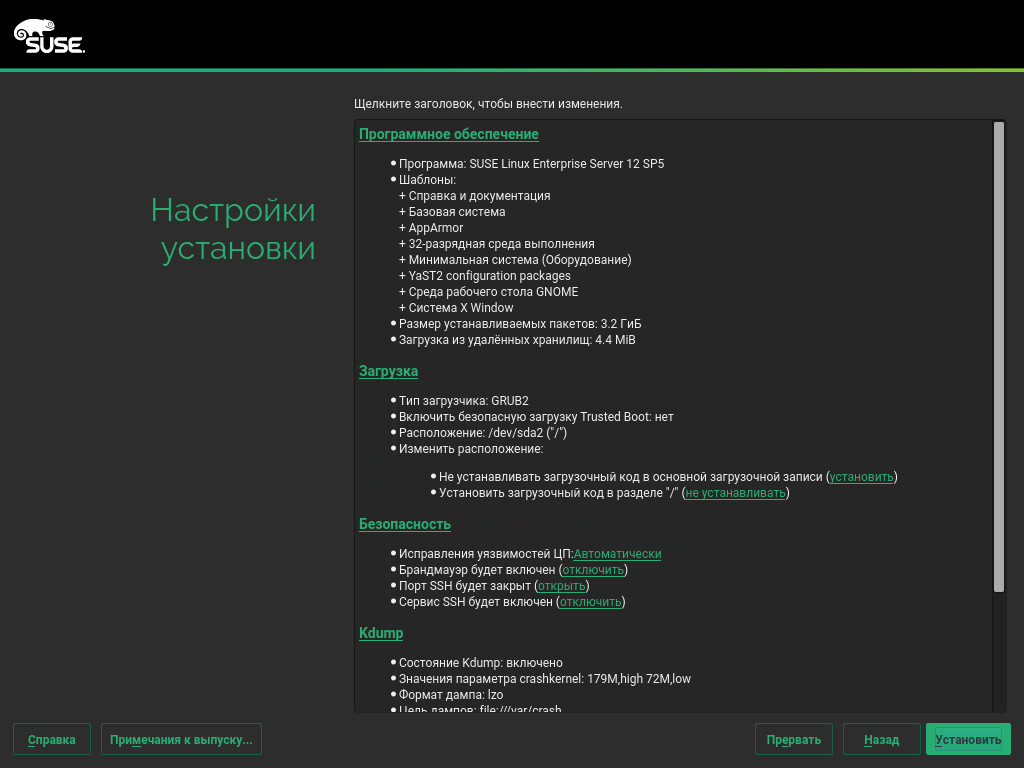 SUSE.
Щелкните заголовок, чтобы внести изменения.
Настройки
установки
Программное обеспечение
Программа: SUSE Linux Enterprise Server 12 SP5
Шаблоны:
+ Справка и документация
+ Базовая система
+ AppArmor
+ 32-разрядная среда выполнения
+ Минимальная система (Оборудование)
+ YaST2 configuration packages
+ Среда рабочего стола GNOME
+ Система X Window
Размер устанавливаемых пакетов: 3.2 ГиБ
Загрузка из удалённых хранилищ: 4.4 MiB
Загрузка
Тип загрузчика: GRUB2
Включить безопасную загрузку Trusted Boot: нет
Расположение: /dev/sda2 ("/")
Изменить расположение:
Не устанавливать загрузочный код в основной загрузочной записи (установить)
Установить загрузочный код в разделе "/" (не устанавливать)
Безопасность
Исправления уязвимостей ЦП:Автоматически
Брандмауэр будет включен (отключить)
Порт SSH будет закрыт (открыть)
Сервис SSH будет включен (отключить)
Kdump
Состояние Kdump: включено
Значения параметра crashkernel: 179M,high 72M,low
Формат дампа: lzo
Цель дампов: file:///var/crash
Справка
Примечания к выпуску...
Прервать
Назад
Установить